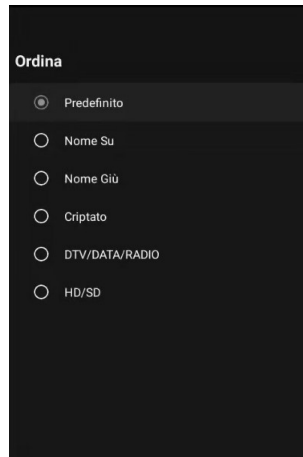 Ordina
Predefinito
Nome Su
Nome Giù
Criptato
DTV/DATA/RADIO
HD/SD